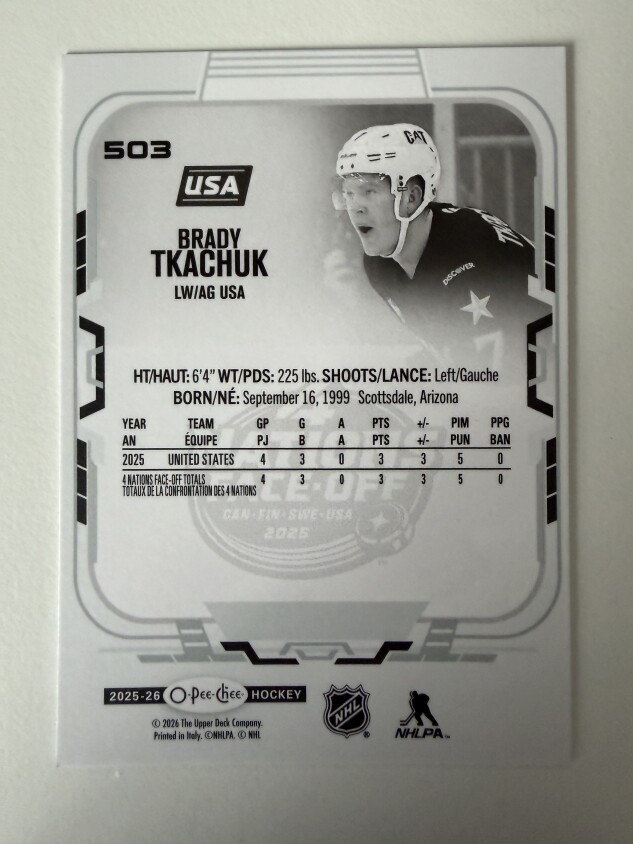 503
CAT
USA
BRADY
TKACHUK
LW/AG USA
DISCOVER
7
HT/HAUT: 6'4" WT/PDS: 225 lbs. SHOOTS/LANCE: Left/Gauche
BORN/NÉ: September 16, 1999 Scottsdale, Arizona
YEAR TEAM GP G A PTS +/- PIM PPG
AN ÉQUIPE PJ B A PTS +/- PUN BAN
2025 UNITED STATES 4 3 0 3 3 5 0
4 NATIONS FACE-OFF TOTALS 4 3 0 3 3 5 0
TOTAUX DE LA CONFRONTATION DES 4 NATIONS
NATIONS
FACE-OFF
CAN-FIN-SWE-USA
2025
2025-26 O-Pee-Chee HOCKEY
© 2026 The Upper Deck Company.
Printed in Italy. ©NHLPA. © NHL
NHL ®
NHLPA™